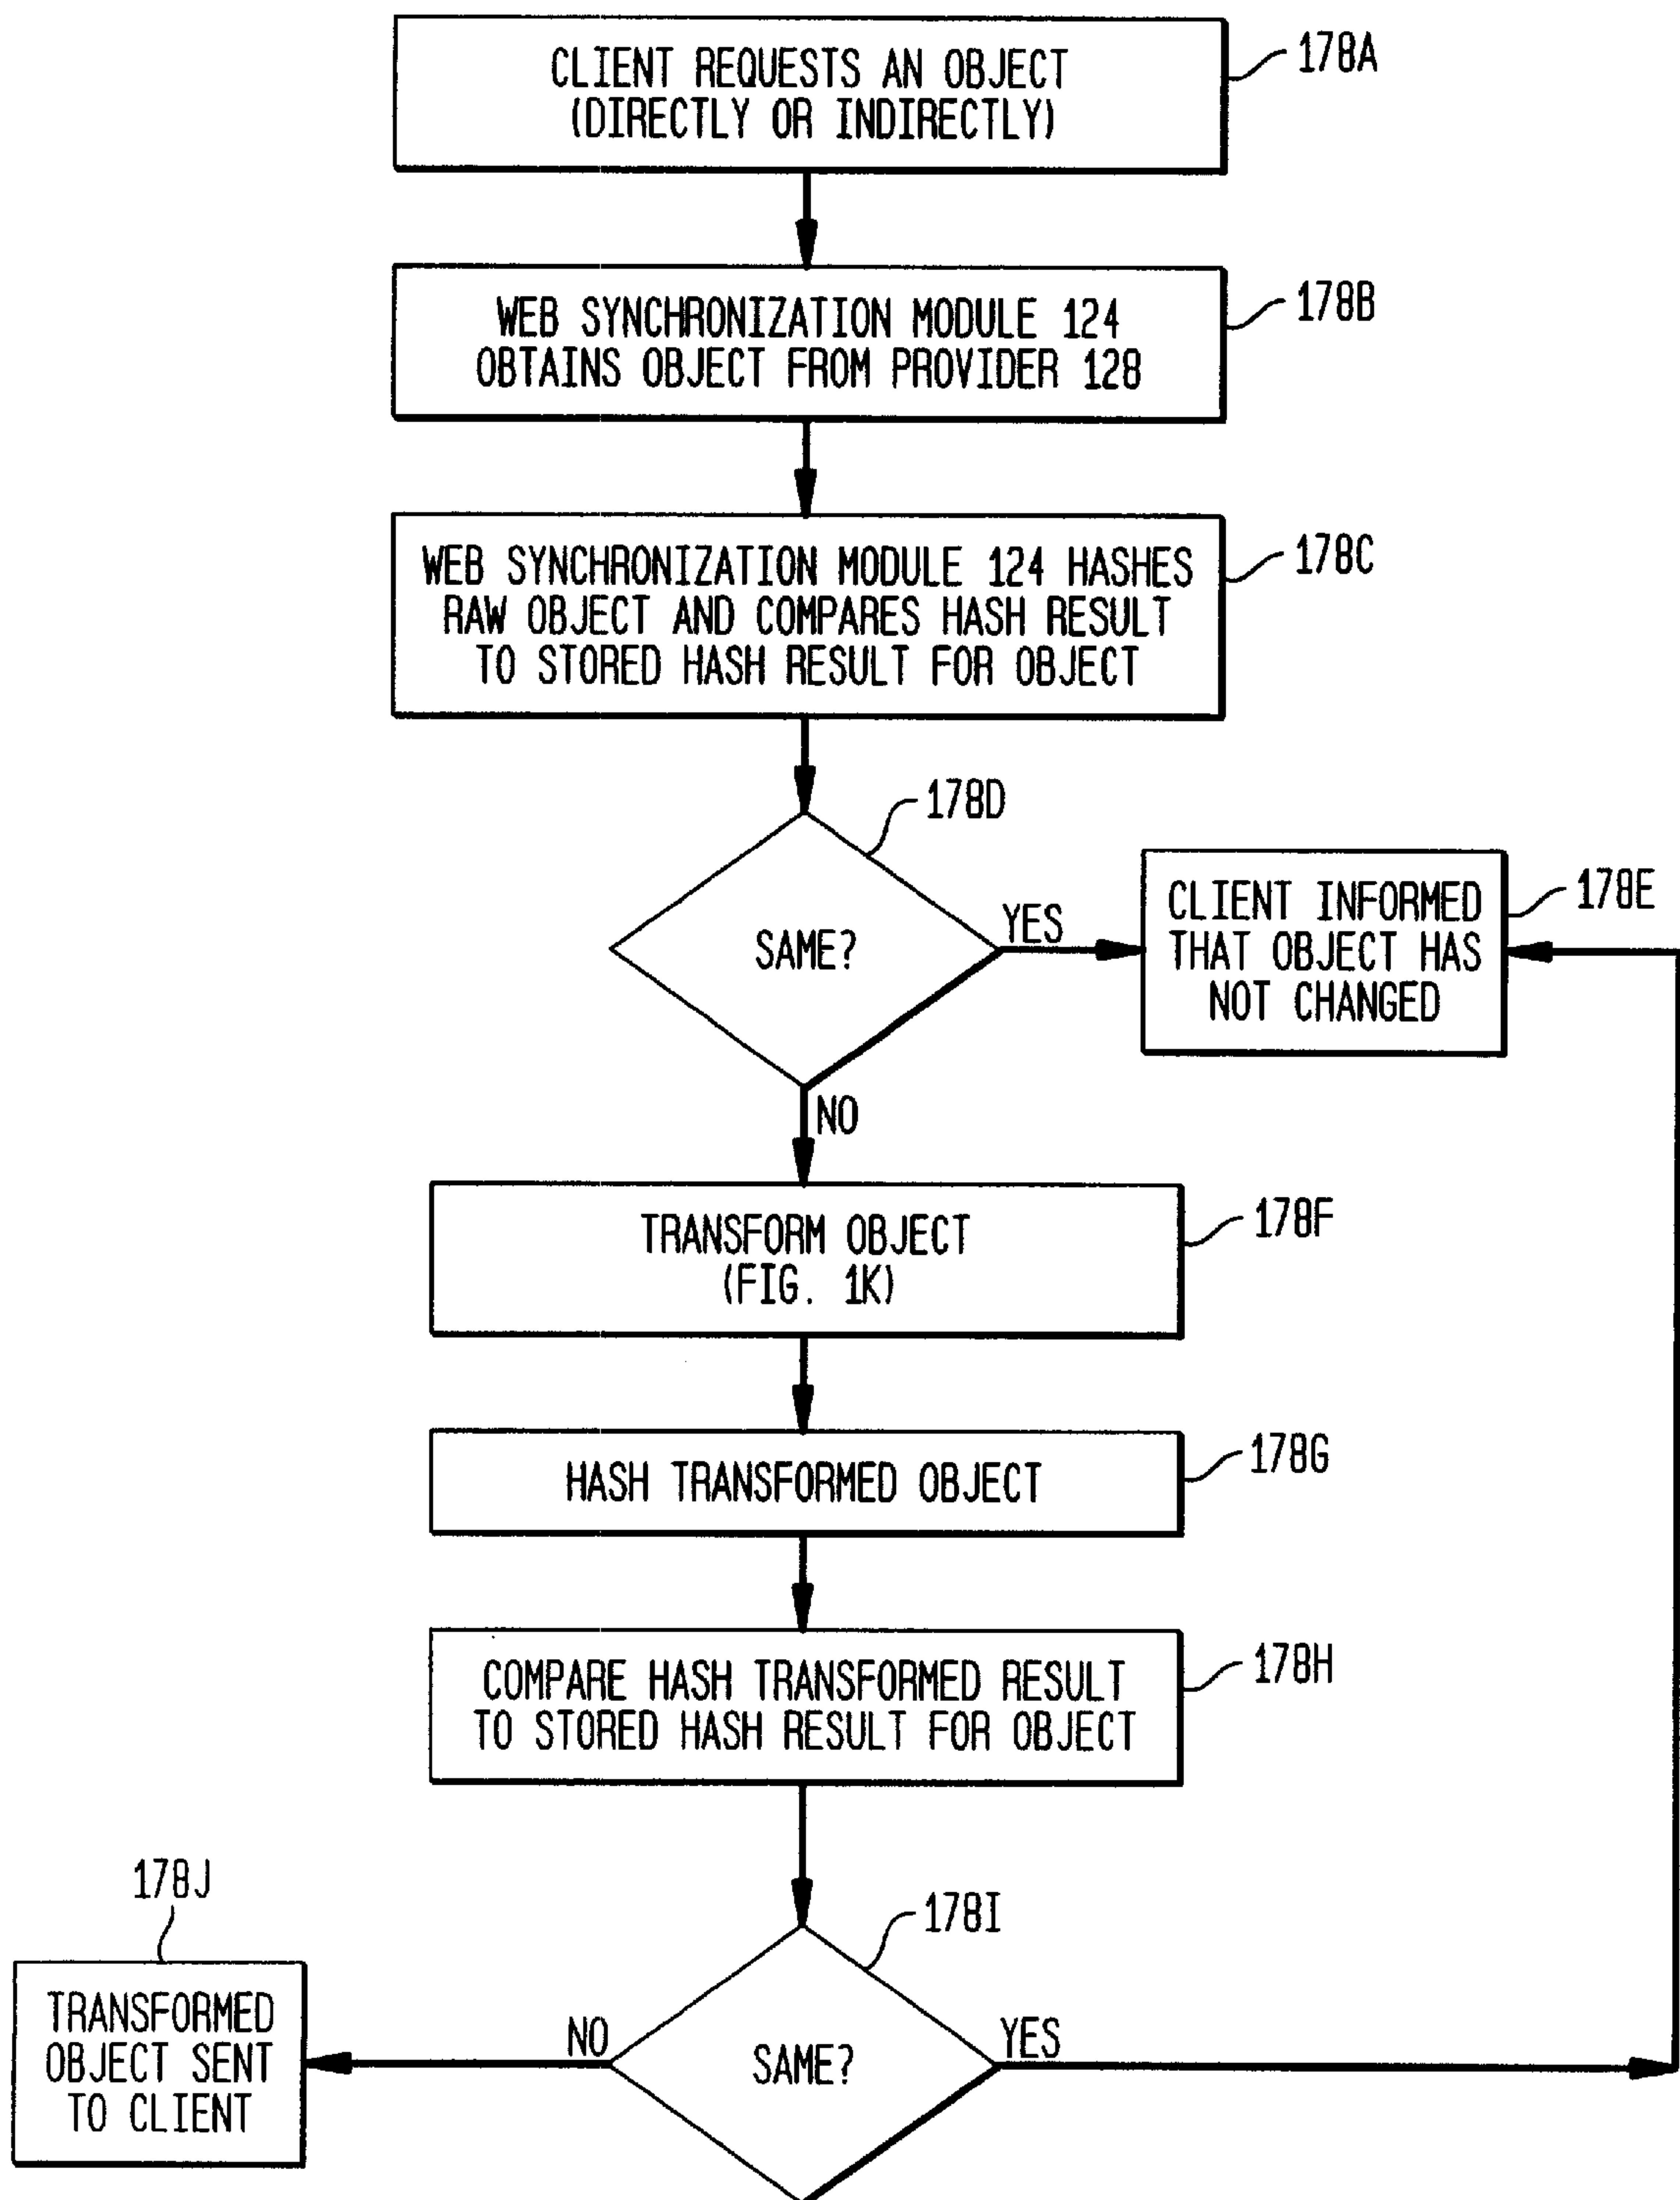 CLIENT REQUESTS AN OBJECT
(DIRECTLY OR INDIRECTLY)
178A
WEB SYNCHRONIZATION MODULE 124
OBTAINS OBJECT FROM PROVIDER 128
178B
WEB SYNCHRONIZATION MODULE 124 HASHES
RAW OBJECT AND COMPARES HASH RESULT
TO STORED HASH RESULT FOR OBJECT
178C
178D
SAME?
YES
CLIENT INFORMED
THAT OBJECT HAS
NOT CHANGED
178E
NO
TRANSFORM OBJECT
(FIG. 1K)
178F
HASH TRANSFORMED OBJECT
178G
COMPARE HASH TRANSFORMED RESULT
TO STORED HASH RESULT FOR OBJECT
178H
178J
178I
TRANSFORMED
OBJECT SENT
TO CLIENT
NO
SAME?
YES